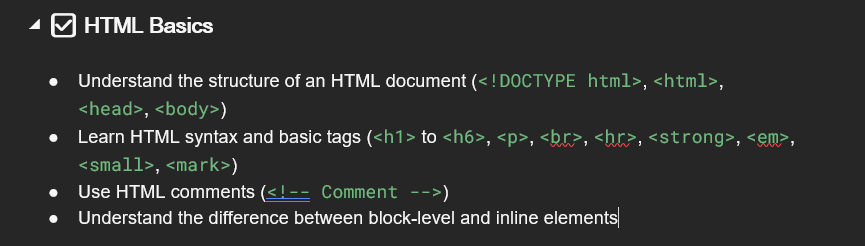 HTML Basics
Understand the structure of an HTML document (<!DOCTYPE html>, <html>,
<head>, <body>)
Learn HTML syntax and basic tags (<h1> to <h6>, <p>, <br>, <hr>, <strong>, <em>,
<small>, <mark>)
Use HTML comments (<!-- Comment -->)
Understand the difference between block-level and inline elements